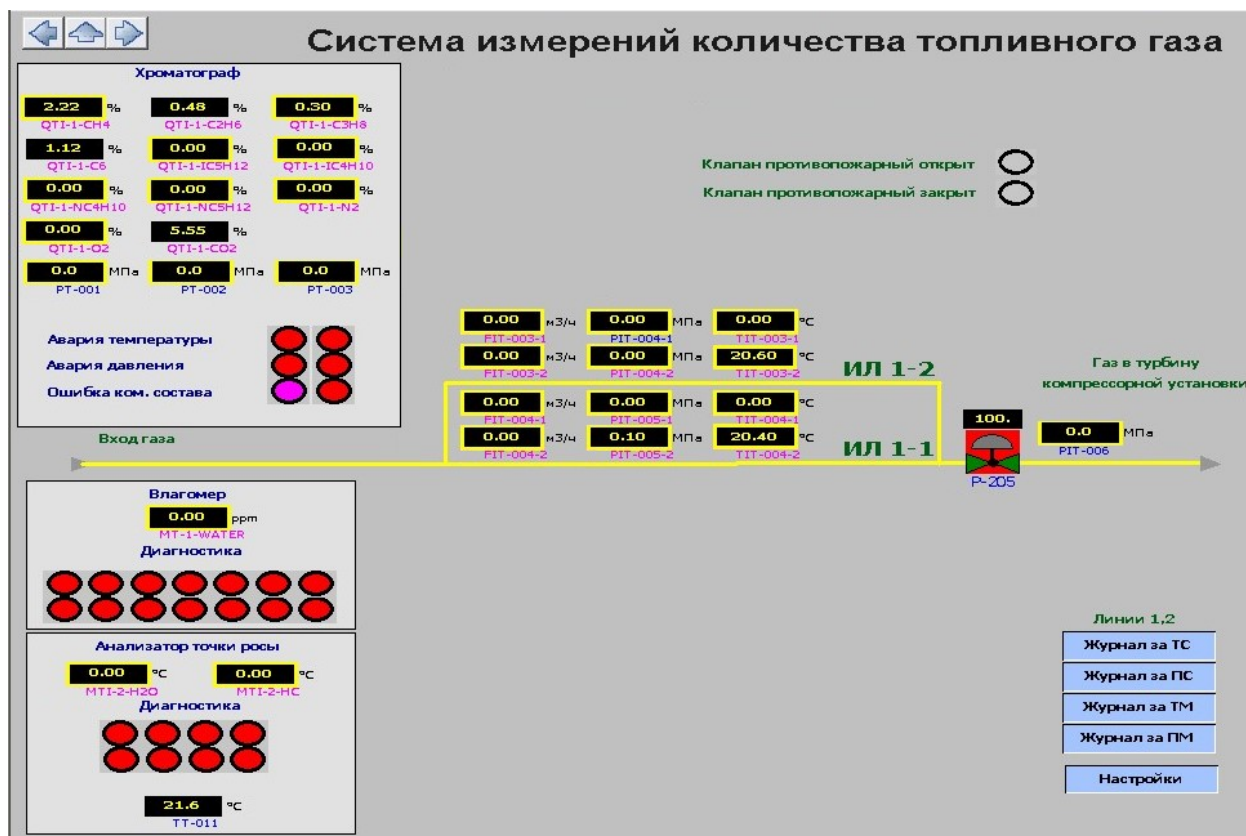 Система измерений количества топливного газа
Хроматограф
2.22 % 0.48 % 0.30 %
QTI-1-CH4 QTI-1-C2H6 QTI-1-C3H8
1.12 % 0.00 % 0.00 %
QTI-1-C6 QTI-1-IC5H12 QTI-1-IC4H10
0.00 % 0.00 % 0.00 %
QTI-1-NC4H10 QTI-1-NC5H12 QTI-1-N2
0.00 % 5.55 %
QTI-1-O2 QTI-1-CO2
0.0 МПа 0.0 МПа 0.0 МПа
PT-001 PT-002 PT-003
Авария температуры
Авария давления
Ошибка ком. состава
Клапан противопожарный открыт
Клапан противопожарный закрыт
0.00 м3/ч 0.00 МПа 0.00 °C
FIT-003-1 PIT-004-1 TIT-003-1
0.00 м3/ч 0.00 МПа 20.60 °C
FIT-003-2 PIT-004-2 TIT-003-2
ИЛ 1-2
0.00 м3/ч 0.00 МПа 0.00 °C
FIT-004-1 PIT-005-1 TIT-004-1
0.00 м3/ч 0.10 МПа 20.40 °C
FIT-004-2 PIT-005-2 TIT-004-2
ИЛ 1-1
Газ в турбину
компрессорной установки
100.
P-205
0.0 МПа
PIT-006
Вход газа
Влагомер
0.00 ppm
MT-1-WATER
Диагностика
Анализатор точки росы
0.00 °C 0.00 °C
MTI-2-H2O MTI-2-HC
Диагностика
21.6 °C
TT-011
Линии 1,2
Журнал за ТС
Журнал за ПС
Журнал за ТМ
Журнал за ПМ
Настройки